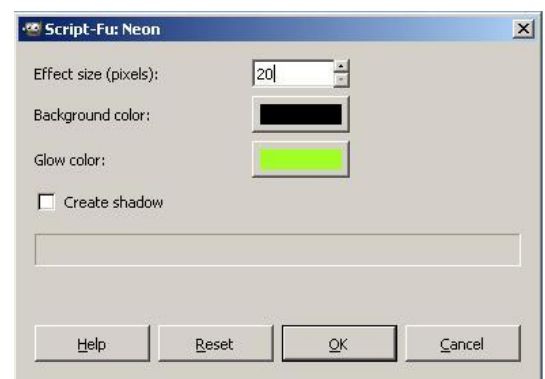 Script-Fu: Neon
Effect size (pixels): 20
Background color:
Glow color:
Create shadow
Help Reset OK Cancel